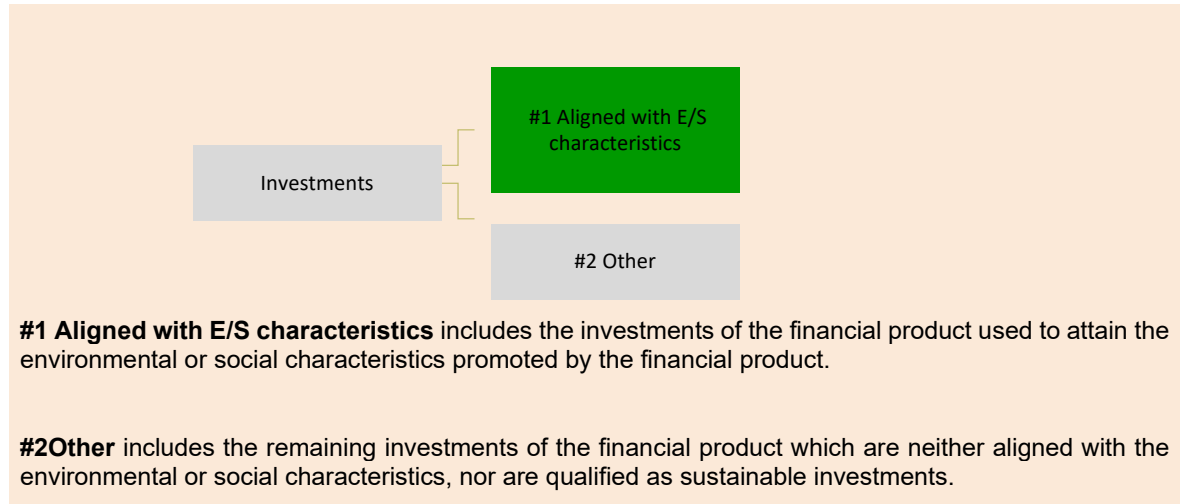 #1 Aligned with E/S
characteristics
Investments
#2 Other
#1 Aligned with E/S characteristics includes the investments of the financial product used to attain the
environmental or social characteristics promoted by the financial product.
#2Other includes the remaining investments of the financial product which are neither aligned with the
environmental or social characteristics, nor are qualified as sustainable investments.